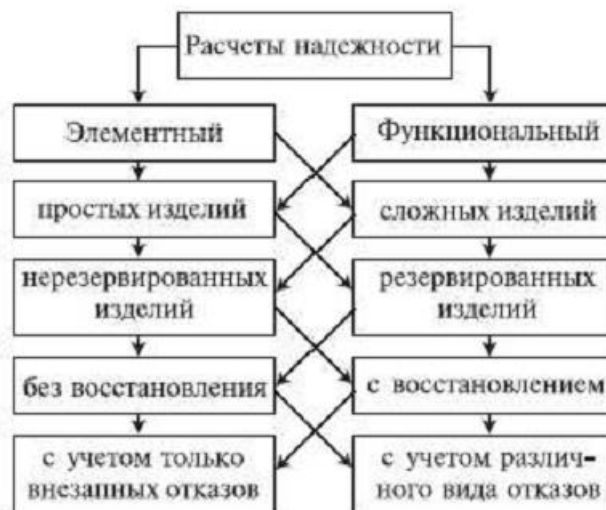 Расчеты надежности
Элементный
Функциональный
простых изделий
сложных изделий
нерезервированных
изделий
резервированных
изделий
без восстановления
с восстановлением
с учетом только
внезапных отказов
с учетом различ-
ного вида отказов